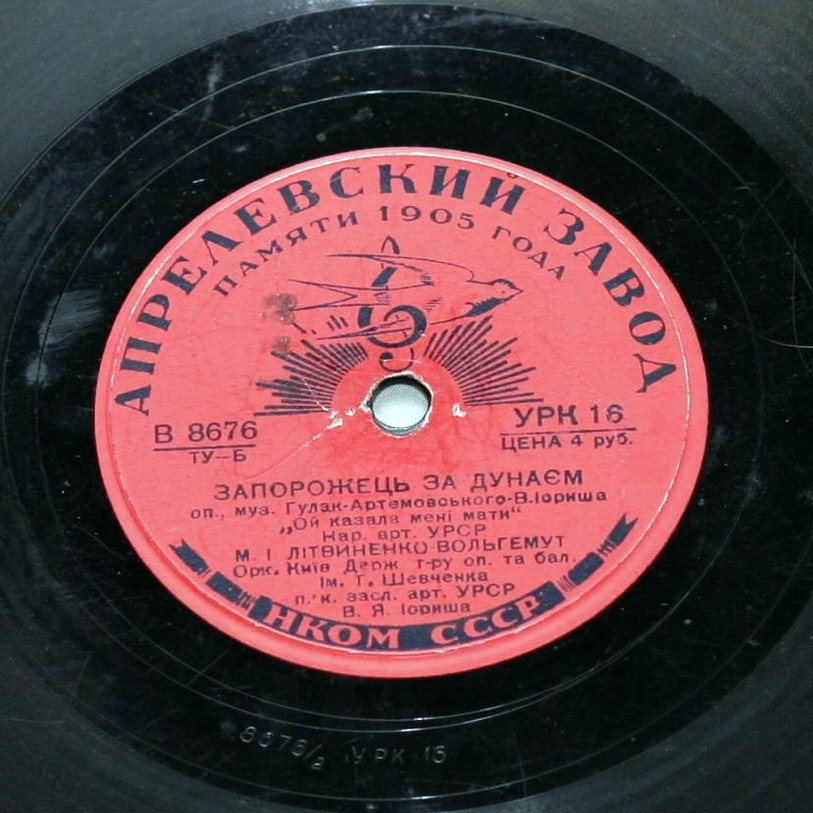 АПРЕЛЕВСКИЙ ЗАВОД
ПАМЯТИ 1905 ГОДА
В 8676
ТУ-Б
УРК 16
ЦЕНА 4 руб.
ЗАПОРОЖЕЦЬ ЗА ДУНАЄМ
оп., муз. Гулак-Артемовського-В.Іориша
„Ой казала мені мати“
Нар. арт. УРСР
М. І. ЛІТВИНЕНКО-ВОЛЬГЕМУТ
Орк. Київ Держ. т-ру оп. та бал.
Ім. Т. Шевченка
п/к. засл. арт. УРСР
В. Я. Іориша
НКОМ СССР
8676/2 УРК 16